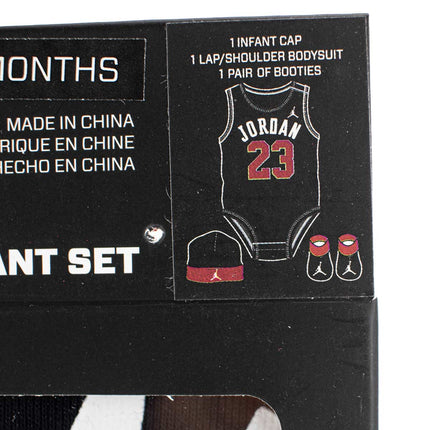 MONTHS
MADE IN CHINA
RIQUE EN CHINE
HECHO EN CHINA
ANT SET
1 INFANT CAP
1 LAP/SHOULDER BODYSUIT
1 PAIR OF BOOTIES
JORDAN
23